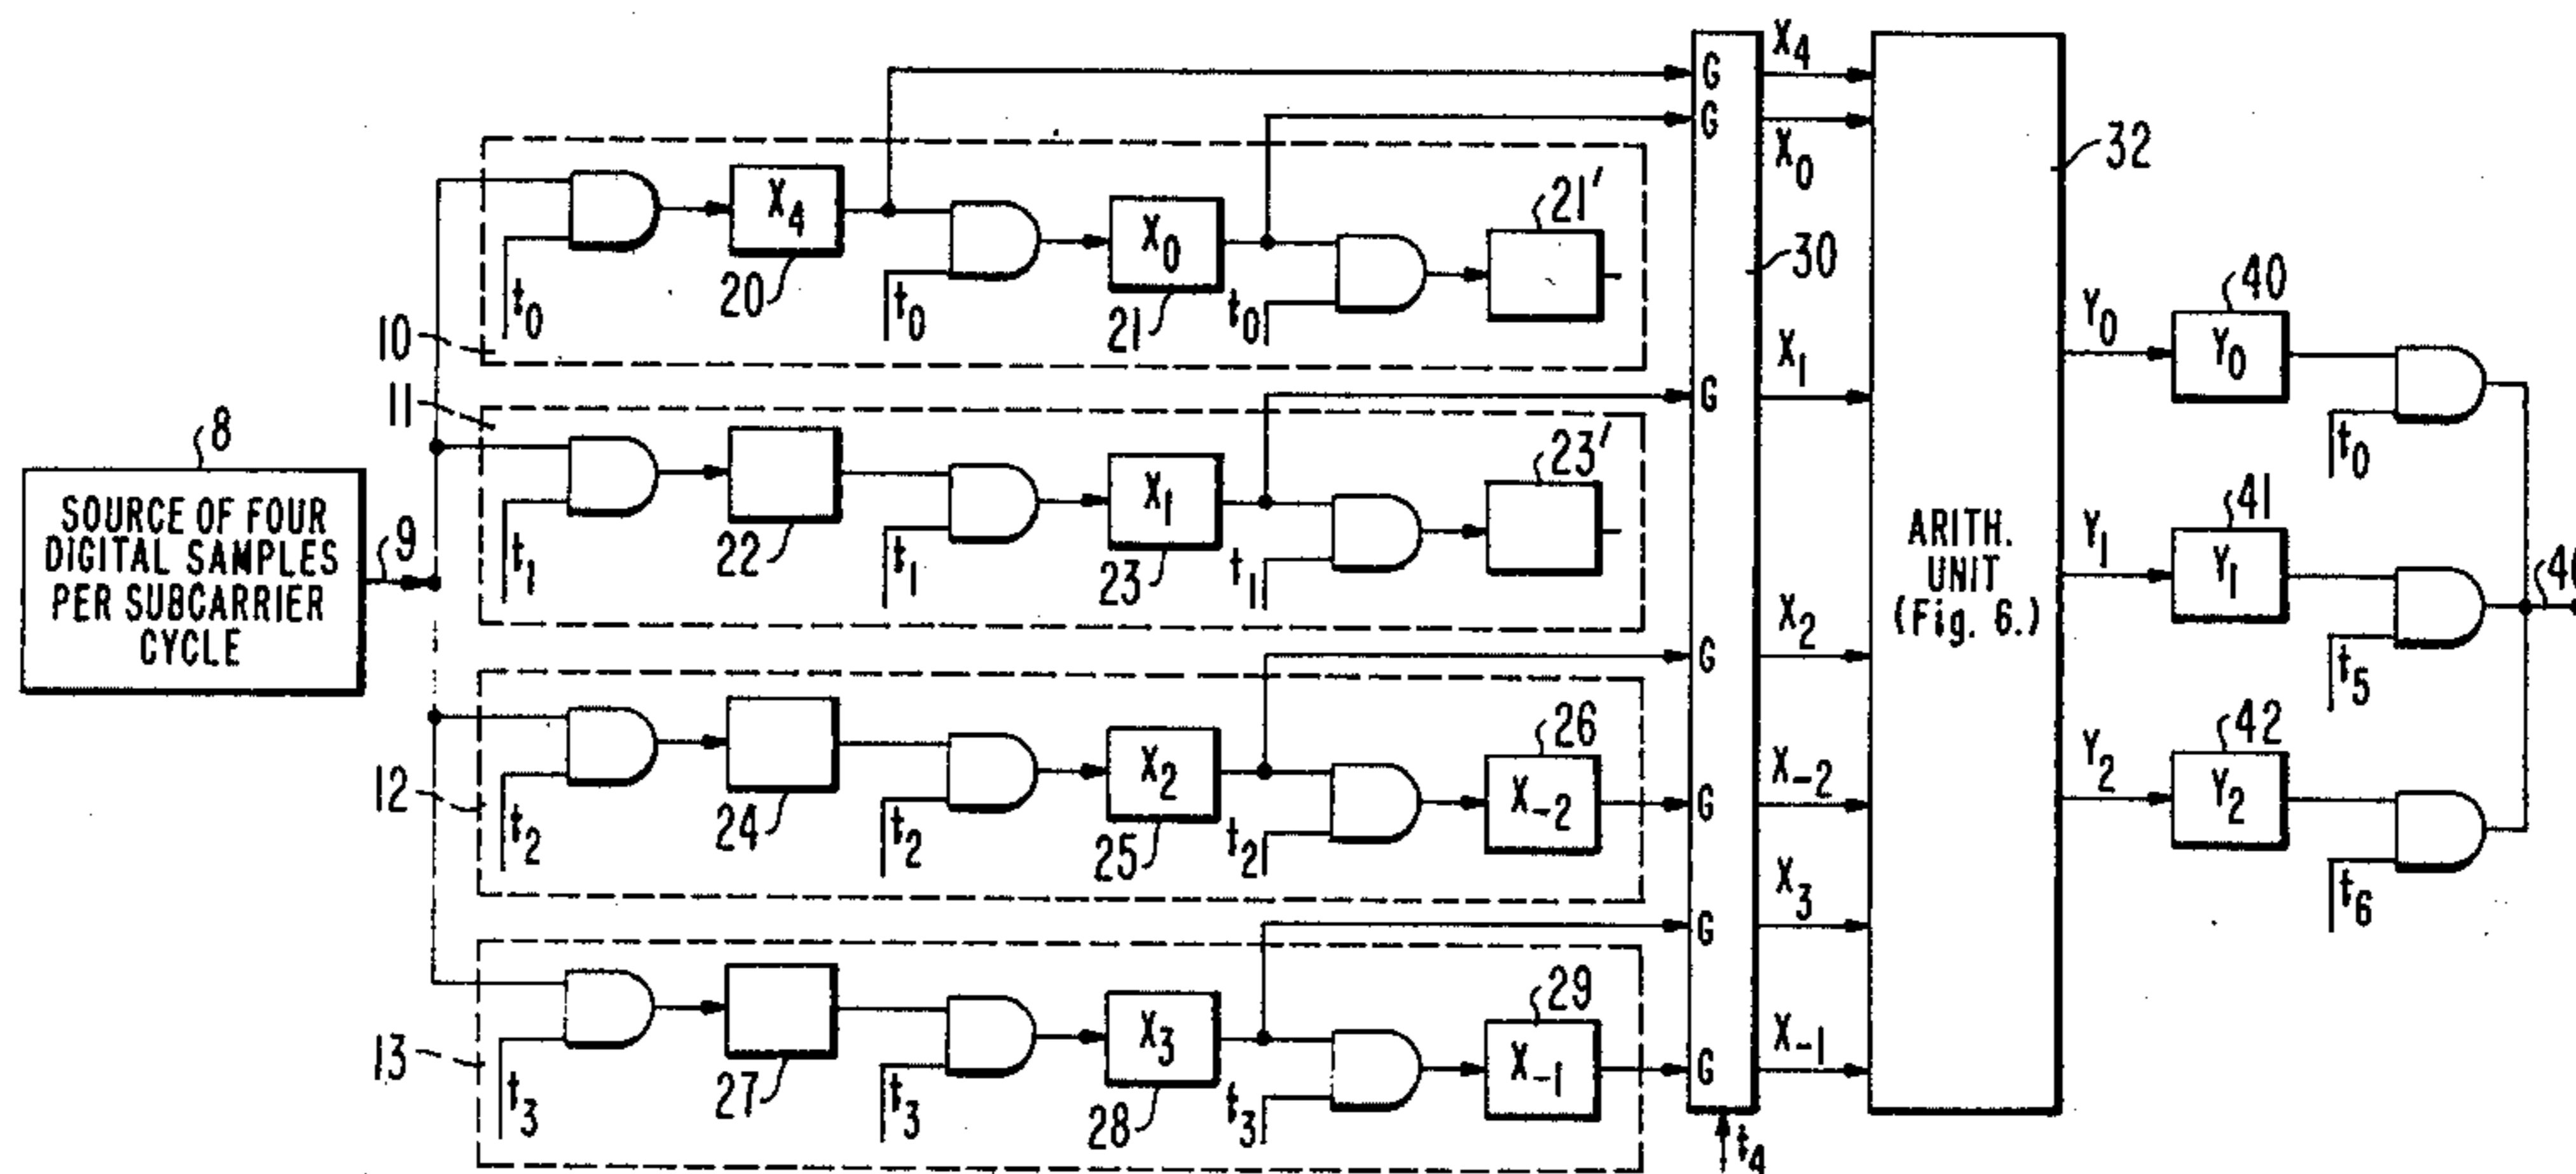 X4
G
G
X0
32
X4
20
t0
t0
X0
21
t0
21′
30
10
Y0
40
Y0
t0
X1
11
G
8
SOURCE OF FOUR
DIGITAL SAMPLES
PER SUBCARRIER
CYCLE
9
t1
22
t1
X1
23
t1
23′
ARITH.
UNIT
(Fig. 6.)
Y1
41
Y1
t5
X2
G
12
t2
24
t2
X2
25
t2
26
X-2
G
X-2
Y2
42
Y2
t6
X3
G
13
t3
27
t3
X3
28
t3
29
X-1
G
X-1
t4